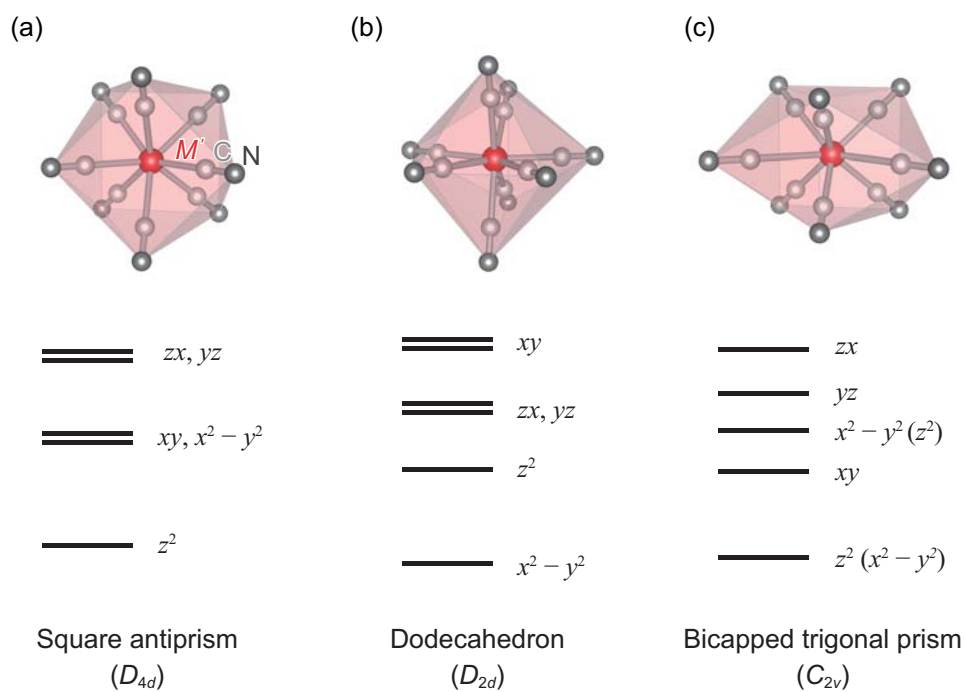 (a)
(b)
(c)
M' C N
zx, yz
xy, x² – y²
z²
Square antiprism
(D4d)
xy
zx, yz
z²
x² – y²
Dodecahedron
(D2d)
zx
yz
x² – y² (z²)
xy
z² (x² – y²)
Bicapped trigonal prism
(C2v)